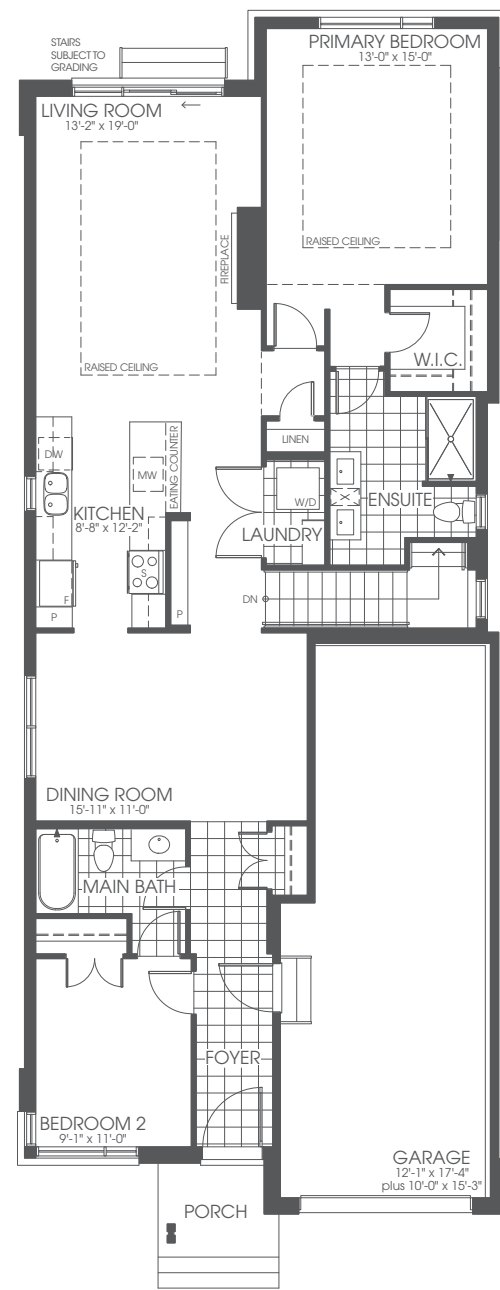 STAIRS
SUBJECT TO
GRADING
PRIMARY BEDROOM
13'-0" x 15'-0"
LIVING ROOM
13'-2" x 19'-0"
FIREPLACE
RAISED CEILING
RAISED CEILING
W.I.C.
LINEN
DW
MW
EATING COUNTER
W/D
ENSUITE
KITCHEN
8'-8" x 12'-2"
LAUNDRY
S
F
P
P
DN
DINING ROOM
15'-11" x 11'-0"
MAIN BATH
FOYER
BEDROOM 2
9'-1" x 11'-0"
GARAGE
12'-1" x 17'-4"
plus 10'-0" x 15'-3"
PORCH